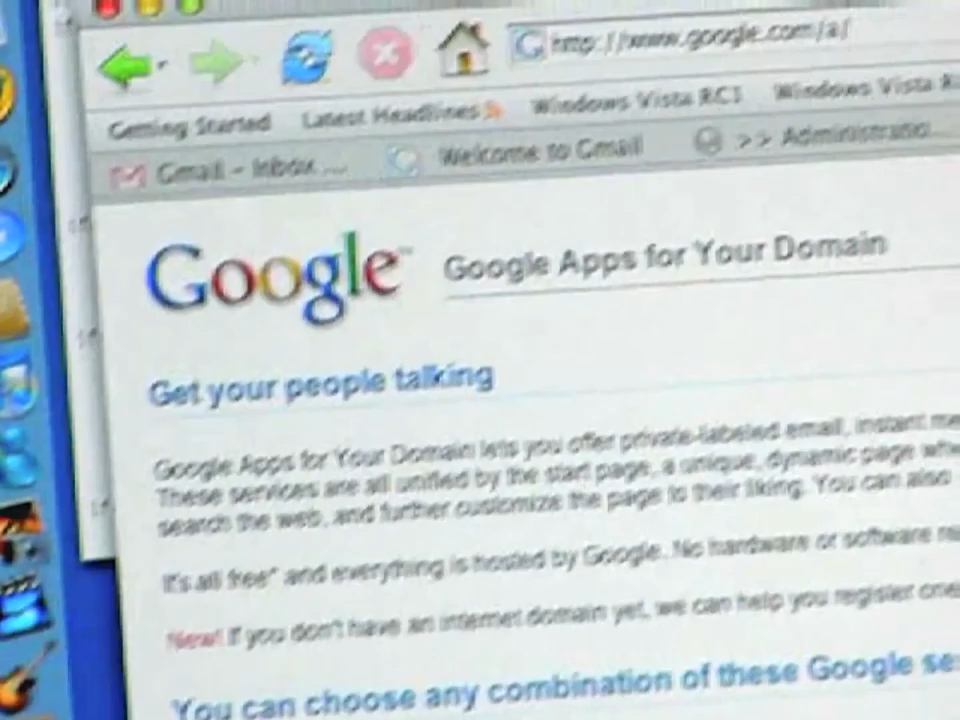 http://www.google.com/a/
Getting Started Latest Headlines Windows Vista RC1 Windows Vista R
Gmail - Inbox ... Welcome to Gmail >> Administratio...
Google™ Google Apps for Your Domain
Get your people talking
Google Apps for Your Domain lets you offer private-labeled email, instant me
These services are all unified by the start page, a unique, dynamic page whe
search the web, and further customize the page to their liking. You can also
It's all free* and everything is hosted by Google. No hardware or software re
New! If you don't have an internet domain yet, we can help you register one
You can choose any combination of these Google se